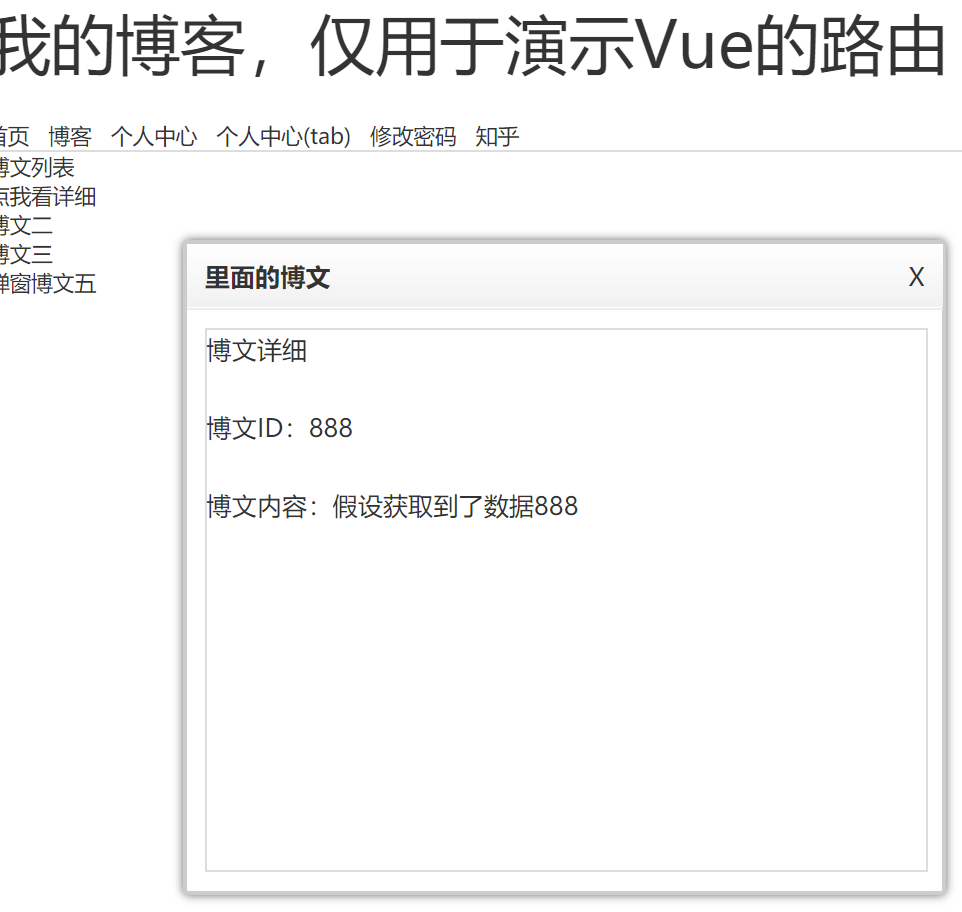 我的博客，仅用于演示Vue的路由
首页 博客 个人中心 个人中心(tab) 修改密码 知乎
博文列表
点我看详细
博文二
博文三
弹窗博文五
里面的博文 X
博文详细
博文ID：888
博文内容：假设获取到了数据888